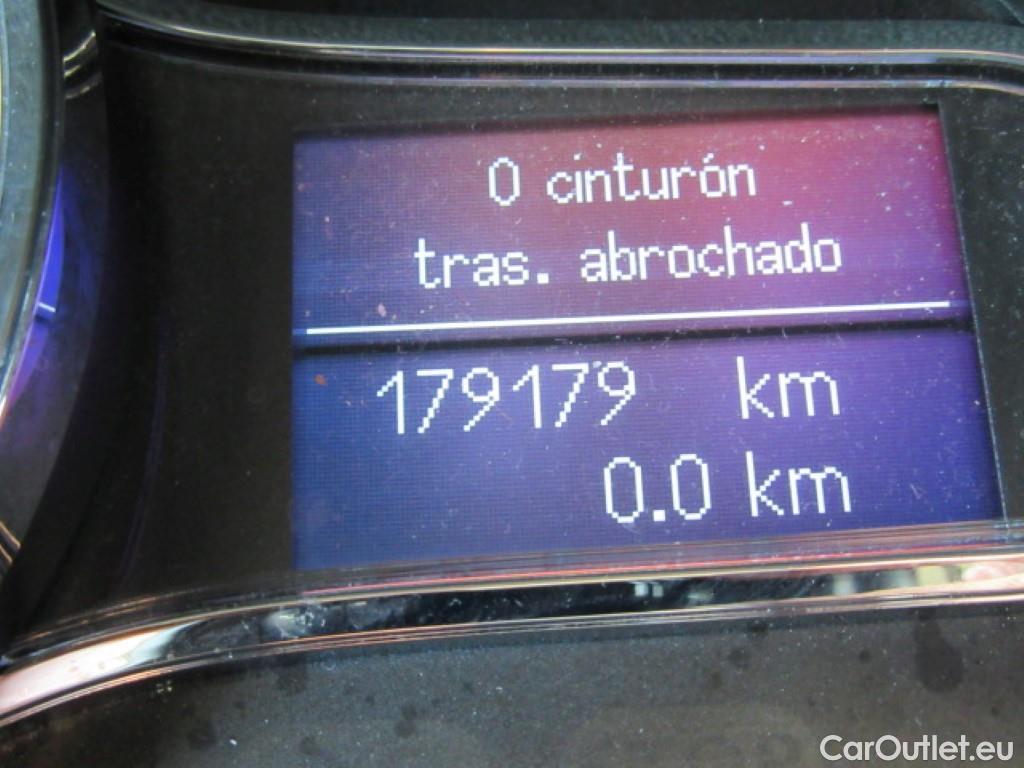 0 cinturón
tras. abrochado
179179 km
0.0 km
CarOutlet.eu